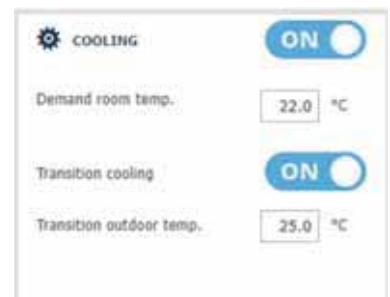 COOLING ON
Demand room temp. 22.0 °C
Transition cooling ON
Transition outdoor temp. 25.0 °C